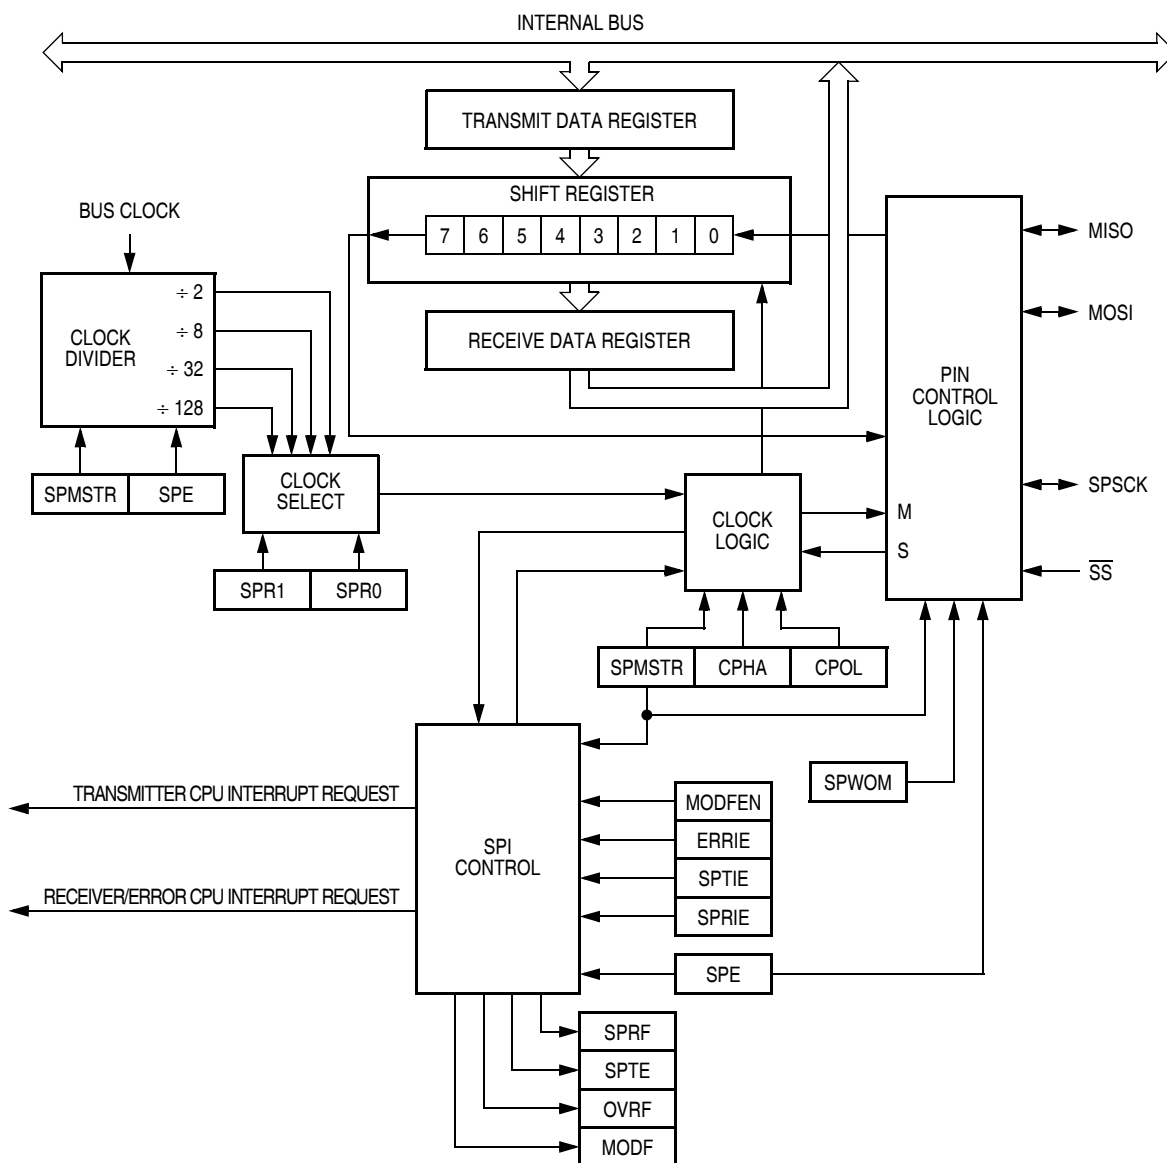 INTERNAL BUS
TRANSMIT DATA REGISTER
SHIFT REGISTER
7 6 5 4 3 2 1 0
BUS CLOCK
MISO
÷ 2
MOSI
÷ 8
CLOCK
DIVIDER
RECEIVE DATA REGISTER
÷ 32
PIN
CONTROL
LOGIC
÷ 128
SPMSTR SPE
CLOCK
SELECT
SPSCK
CLOCK
LOGIC
M
S
SS
SPR1 SPR0
SPMSTR CPHA CPOL
SPWOM
TRANSMITTER CPU INTERRUPT REQUEST
MODFEN
ERRIE
SPI
CONTROL
SPTIE
RECEIVER/ERROR CPU INTERRUPT REQUEST
SPRIE
SPE
SPRF
SPTE
OVRF
MODF